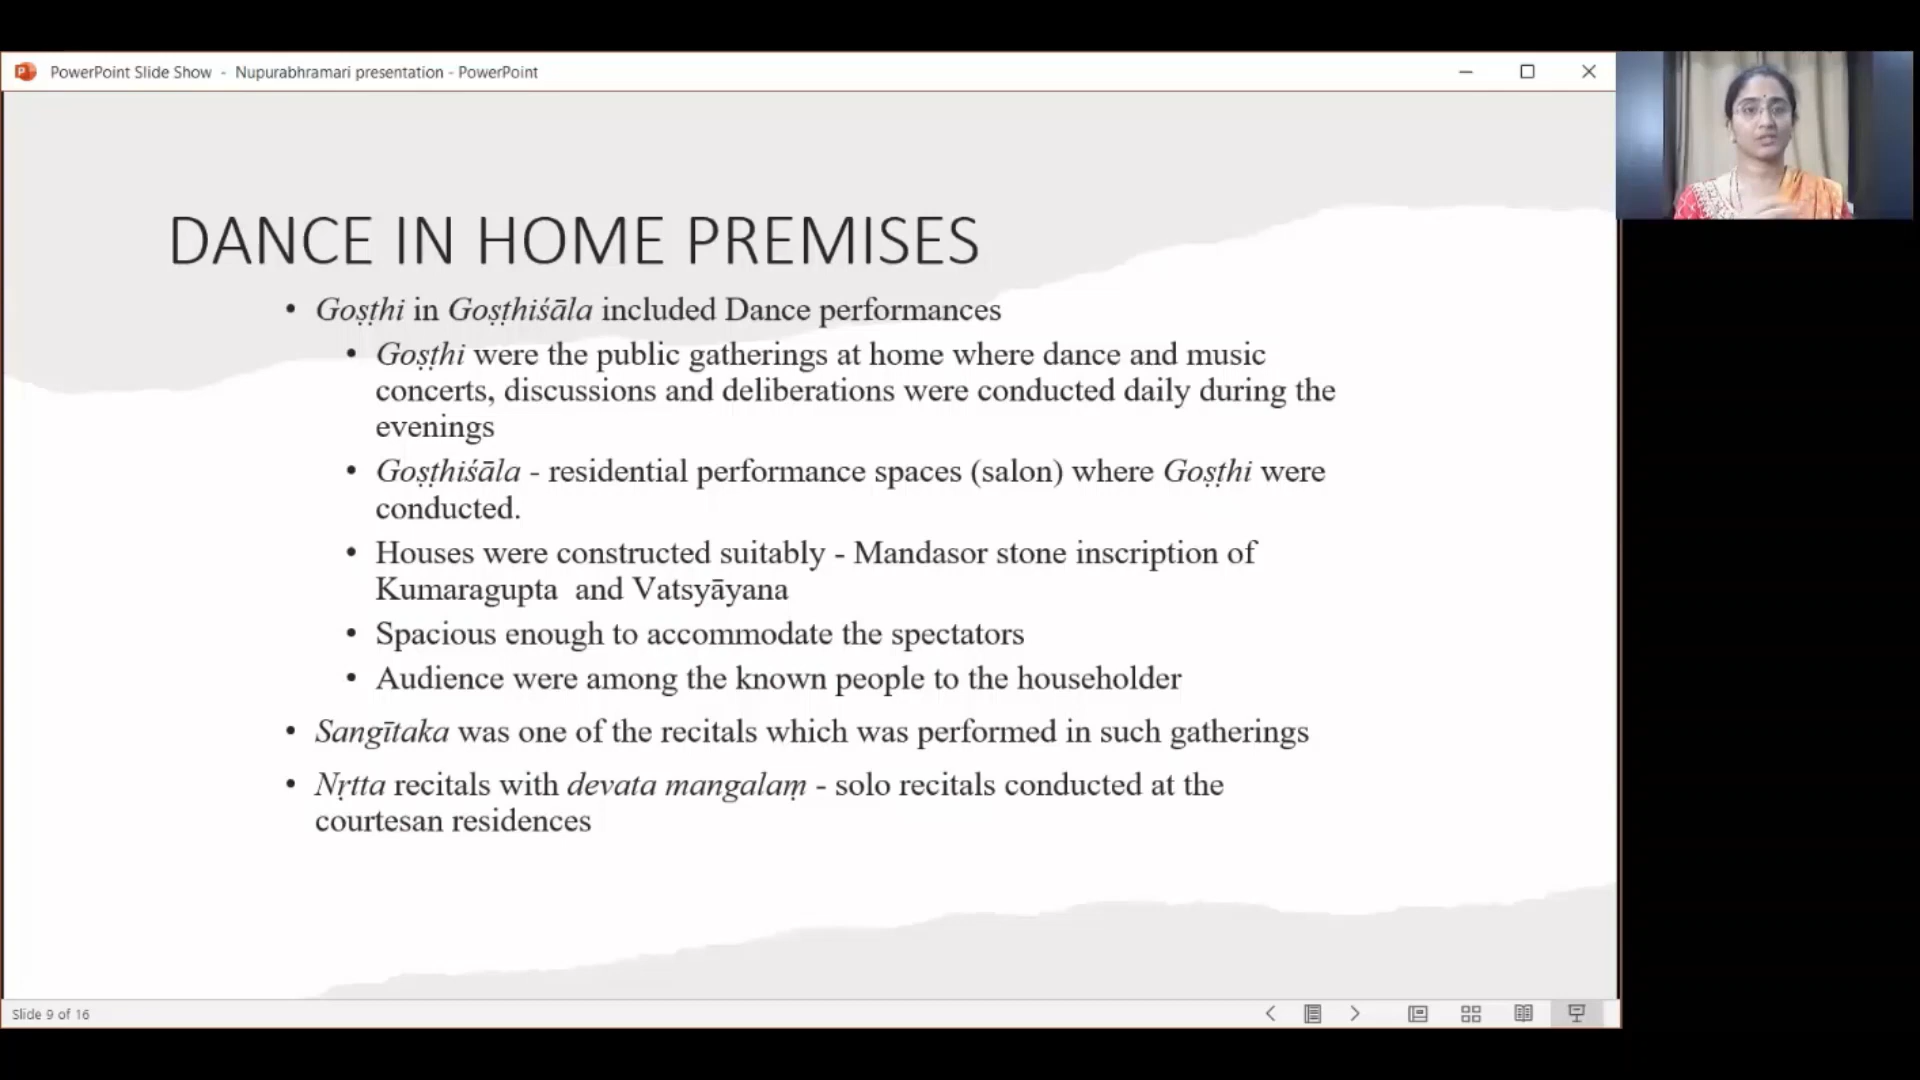 PowerPoint Slide Show - Nupurabhramari presentation - PowerPoint
DANCE IN HOME PREMISES
• Goṣṭhi in Goṣṭhiśāla included Dance performances
• Goṣṭhi were the public gatherings at home where dance and music
concerts, discussions and deliberations were conducted daily during the
evenings
• Goṣṭhiśāla - residential performance spaces (salon) where Goṣṭhi were
conducted.
• Houses were constructed suitably - Mandasor stone inscription of
Kumaragupta and Vatsyāyana
• Spacious enough to accommodate the spectators
• Audience were among the known people to the householder
• Sangītaka was one of the recitals which was performed in such gatherings
• Nṛtta recitals with devata mangalaṃ - solo recitals conducted at the
courtesan residences
Slide 9 of 16